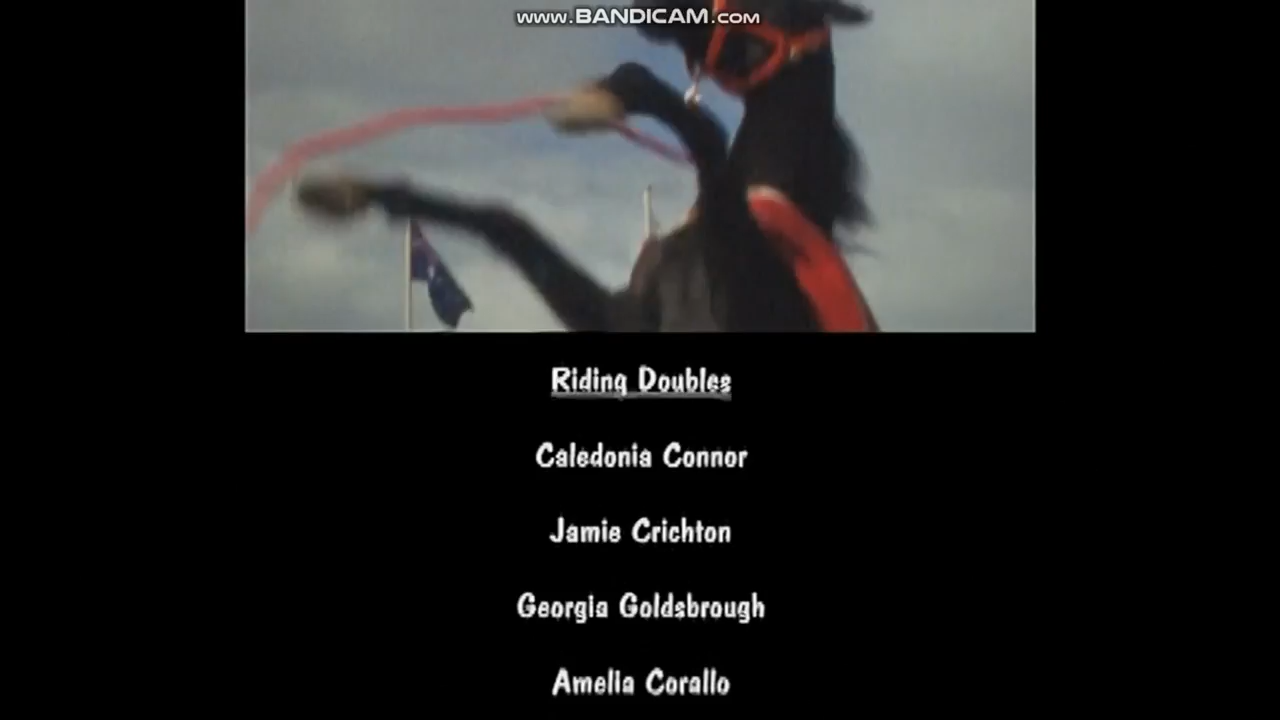 www.BANDICAM.com
Riding Doubles
Caledonia Connor
Jamie Crichton
Georgia Goldsbrough
Amelia Corallo